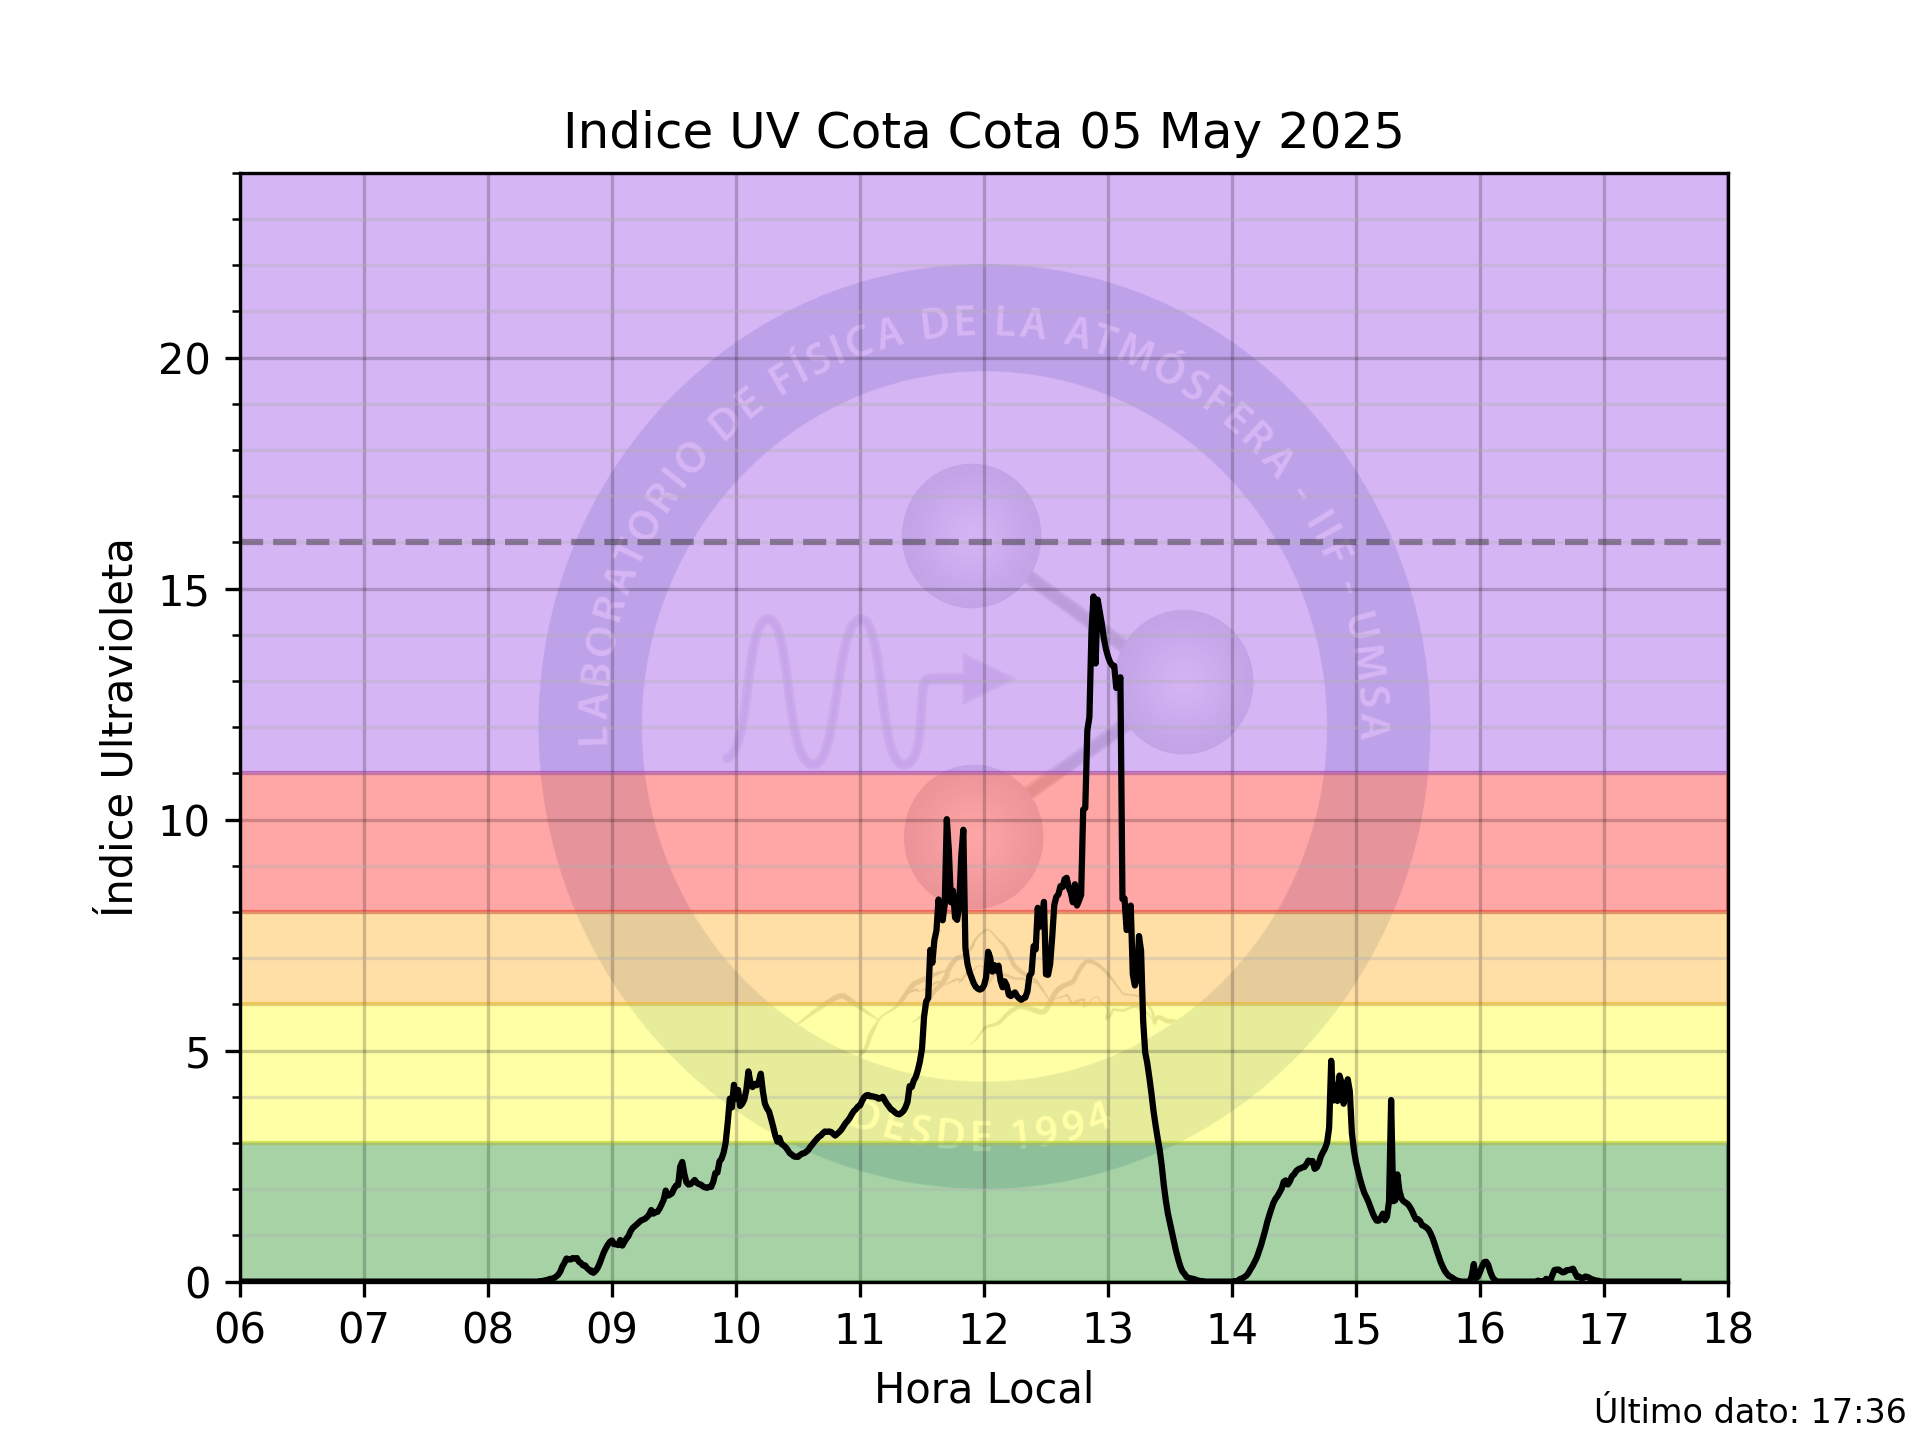 Indice UV Cota Cota 05 May 2025
LABORATORIO DE FÍSICA DE LA ATMÓSFERA - IIF - UMSA
DESDE 1994
Índice Ultravioleta
20
15
10
5
0
06 07 08 09 10 11 12 13 14 15 16 17 18
Hora Local
Último dato: 17:36